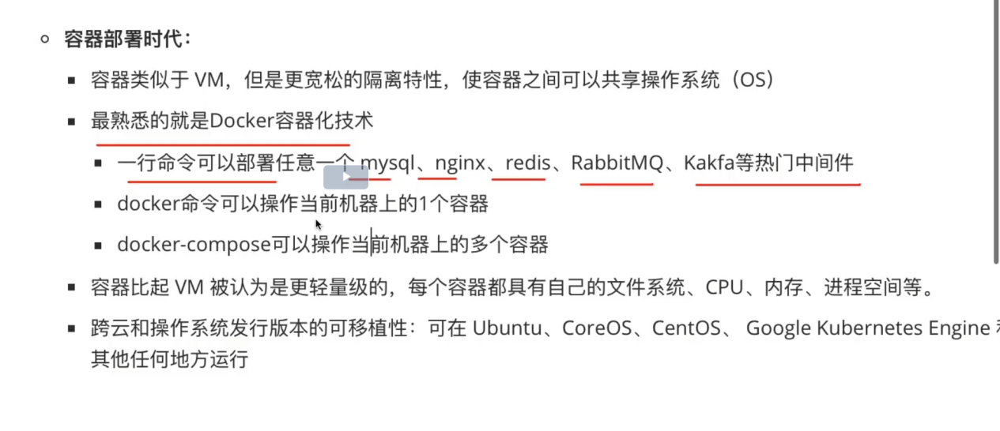 容器部署时代：
容器类似于 VM，但是更宽松的隔离特性，使容器之间可以共享操作系统（OS）
最熟悉的就是Docker容器化技术
一行命令可以部署任意一个 mysql、nginx、redis、RabbitMQ、Kakfa等热门中间件
docker命令可以操作当前机器上的1个容器
docker-compose可以操作当前机器上的多个容器
容器比起 VM 被认为是更轻量级的，每个容器都具有自己的文件系统、CPU、内存、进程空间等。
跨云和操作系统发行版本的可移植性：可在 Ubuntu、CoreOS、CentOS、 Google Kubernetes Engine
其他任何地方运行